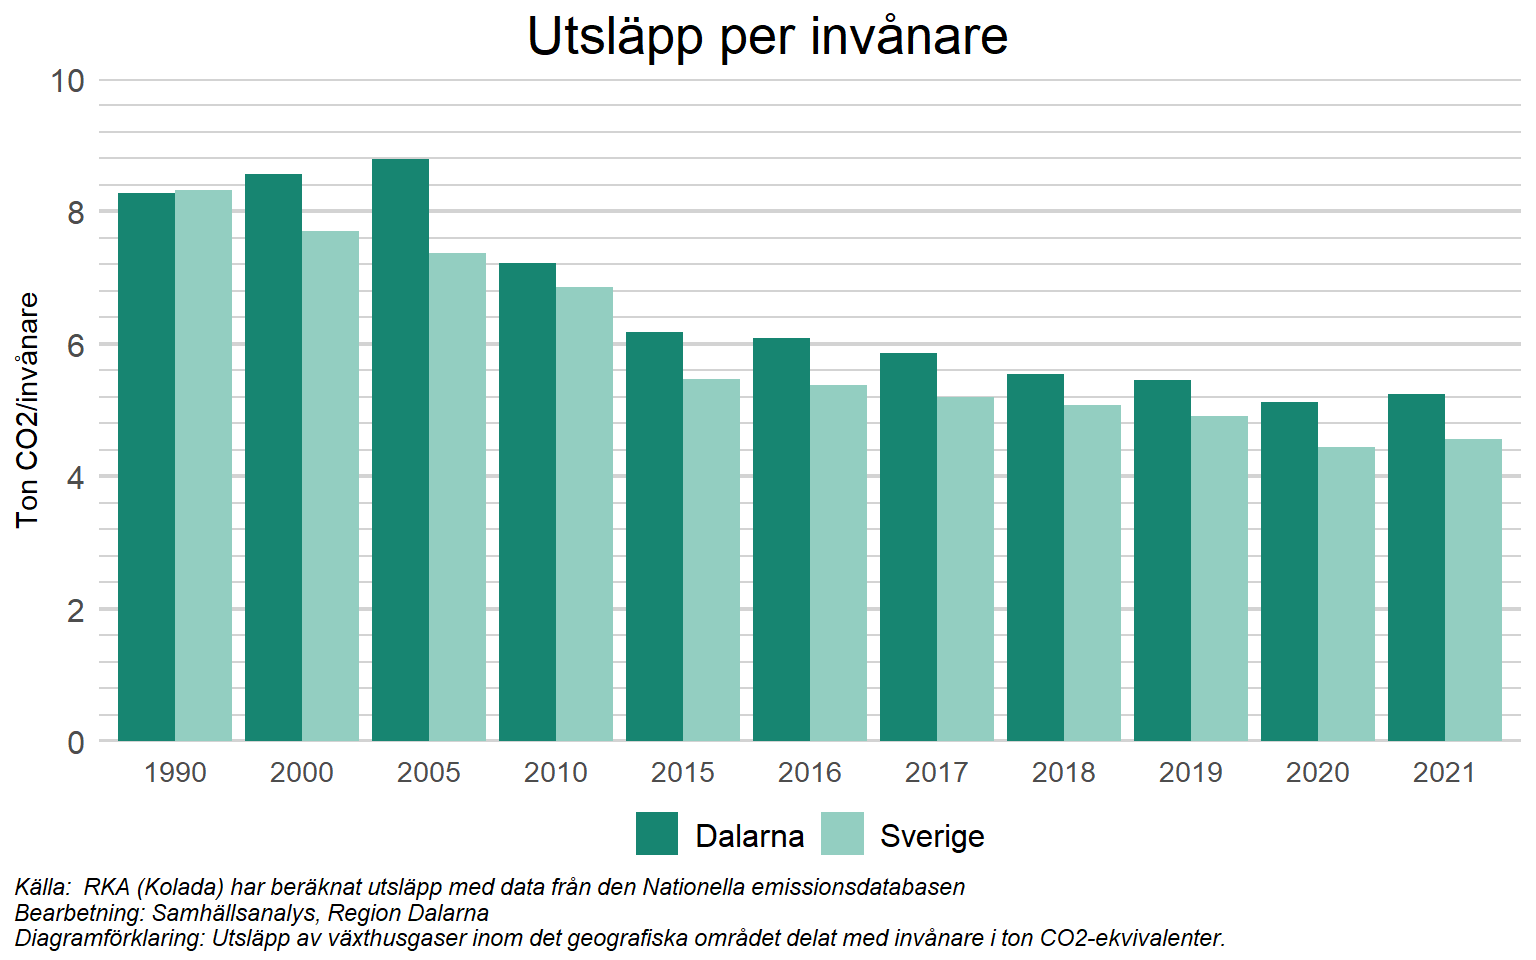 Utsläpp per invånare
Ton CO2/invånare
10
8
6
4
2
0
1990 2000 2005 2010 2015 2016 2017 2018 2019 2020 2021
Dalarna Sverige
Källa:  RKA (Kolada) har beräknat utsläpp med data från den Nationella emissionsdatabasen
Bearbetning: Samhällsanalys, Region Dalarna
Diagramförklaring: Utsläpp av växthusgaser inom det geografiska området delat med invånare i ton CO2-ekvivalenter.